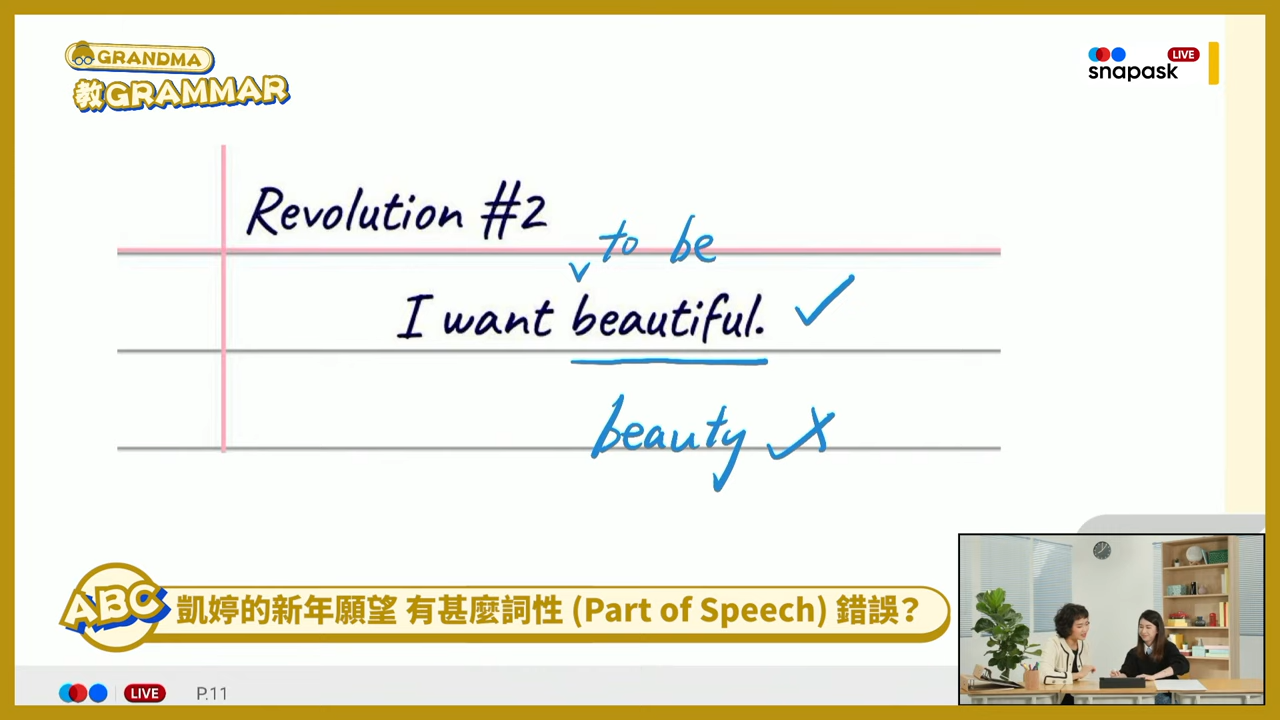 GRANDMA
教GRAMMAR
LIVE
snapask
Revolution #2
to be
I want beautiful.
beauty
ABC
凱婷的新年願望 有甚麼詞性 (Part of Speech) 錯誤？
LIVE
P.11